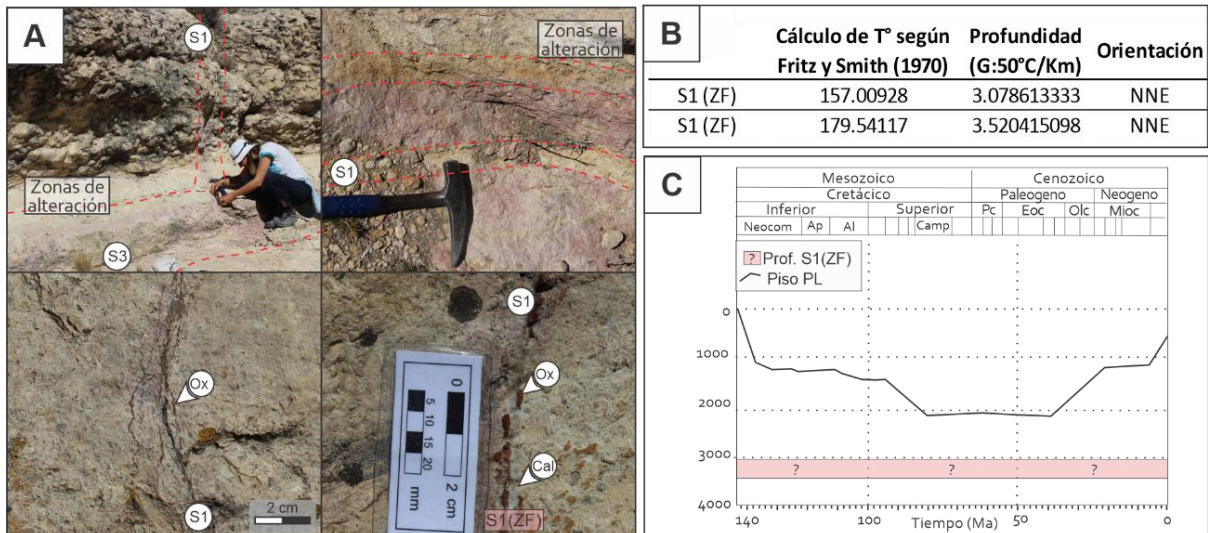 A
S1
Zonas de
alteración
S3
Zonas de
alteración
S1
Ox
S1
2 cm
S1
Ox
Cal
0
5
10
15
20
mm
2 cm
S1(ZF)
B
Cálculo de T° según
Fritz y Smith (1970)
Profundidad
(G:50°C/Km)
Orientación
S1 (ZF) 157.00928 3.078613333 NNE
S1 (ZF) 179.54117 3.520415098 NNE
C
Mesozoico Cenozoico
Cretácico Paleogeno Neogeno
Inferior Superior Pc Eoc Olc Mioc
Neocom Ap Al Camp
? Prof. S1(ZF)
Piso PL
0
1000
2000
3000
? ? ?
4000
140 100 50 0
Tiempo (Ma)